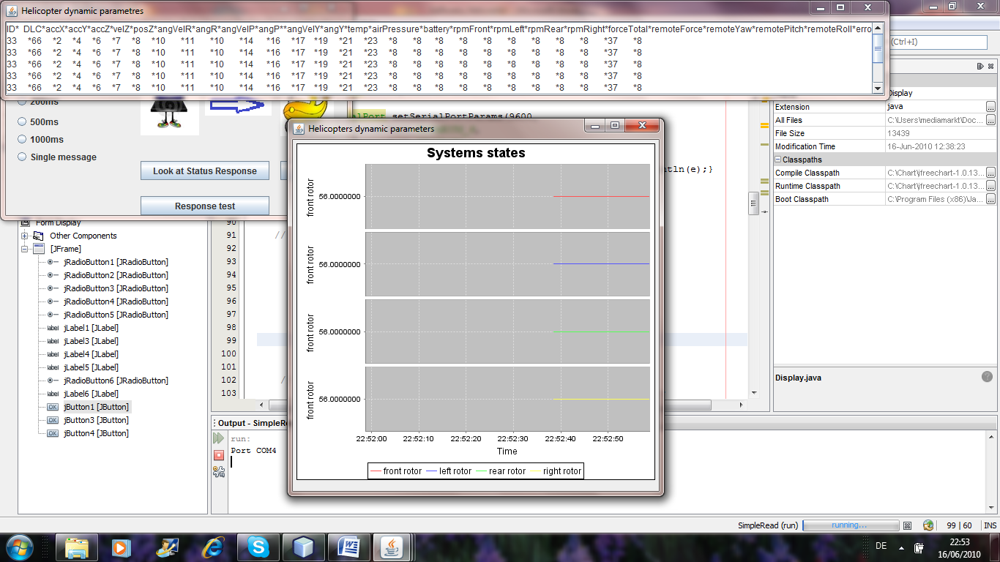 Helicopter dynamic parametres
ID* DLC*accX*accY*accZ*velZ*posZ*angVelR*angR*angVelP*angP**angVelY*angY*temp*airPressure*battery*rpmFront*rpmLeft*rpmRear*rpmRight*forceTotal*remoteForce*remoteYaw*remotePitch*remoteRoll*erro
33 *66 *2 *4 *6 *7 *8 *10 *11 *10 *14 *16 *17 *19 *21 *23 *8 *8 *8 *8 *8 *8 *8 *8 *8 *37 *8
33 *66 *2 *4 *6 *7 *8 *10 *11 *10 *14 *16 *17 *19 *21 *23 *8 *8 *8 *8 *8 *8 *8 *8 *8 *37 *8
33 *66 *2 *4 *6 *7 *8 *10 *11 *10 *14 *16 *17 *19 *21 *23 *8 *8 *8 *8 *8 *8 *8 *8 *8 *37 *8
33 *66 *2 *4 *6 *7 *8 *10 *11 *10 *14 *16 *17 *19 *21 *23 *8 *8 *8 *8 *8 *8 *8 *8 *8 *37 *8
33 *66 *2 *4 *6 *7 *8 *10 *11 *10 *14 *16 *17 *19 *21 *23 *8 *8 *8 *8 *8 *8 *8 *8 *8 *37 *8
(Ctrl+I)
200ms
500ms
1000ms
Single message
Look at Status Response
Response test
alPort.setSerialPortParams(9600,
ln(e);}
Helicopters dynamic parameters
Systems states
front rotor
56.0000000
front rotor
56.0000000
front rotor
56.0000000
front rotor
56.0000000
22:52:00 22:52:10 22:52:20 22:52:30 22:52:40 22:52:50
Time
front rotor left rotor rear rotor right rotor
Display
Extension java
All Files C:\Users\mediamarkt\Doc...
File Size 13439
Modification Time 16-Jun-2010 12:38:23
Classpaths
Compile Classpath C:\Chart\jfreechart-1.0.13...
Runtime Classpath C:\Chart\jfreechart-1.0.13...
Boot Classpath C:\Program Files (x86)\Ja...
Display.java
Form Display
Other Components
[JFrame]
jRadioButton1 [JRadioButton]
jRadioButton2 [JRadioButton]
jRadioButton3 [JRadioButton]
jRadioButton4 [JRadioButton]
jRadioButton5 [JRadioButton]
label jLabel1 [JLabel]
label jLabel3 [JLabel]
label jLabel4 [JLabel]
label jLabel5 [JLabel]
jRadioButton6 [JRadioButton]
label jLabel6 [JLabel]
OK jButton1 [JButton]
OK jButton3 [JButton]
OK jButton4 [JButton]
90
91 //
92
93
94
95
96
97
98
99
100
101
102 /
103
Output - SimpleRe
run:
Port COM4
SimpleRead (run) running... 99 | 60 INS
DE 22:53
16/06/2010